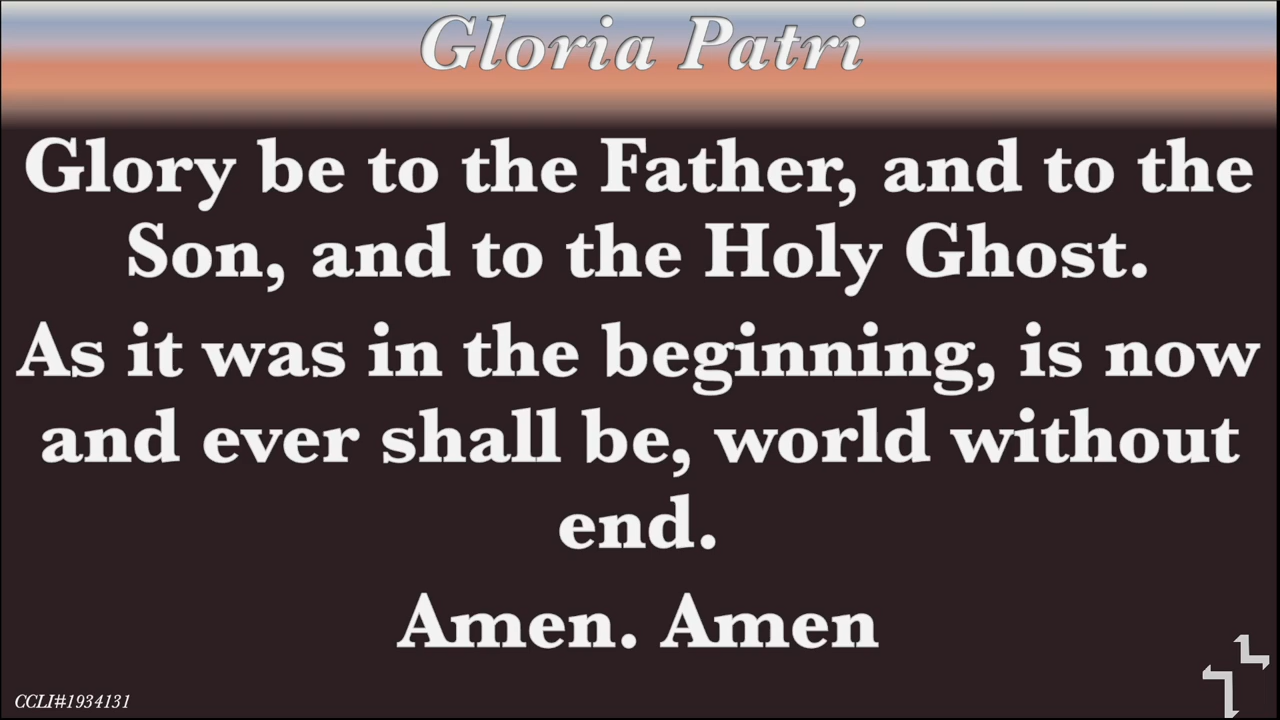 Gloria Patri
Glory be to the Father, and to the
Son, and to the Holy Ghost.
As it was in the beginning, is now
and ever shall be, world without
end.
Amen. Amen
CCLI#1934131